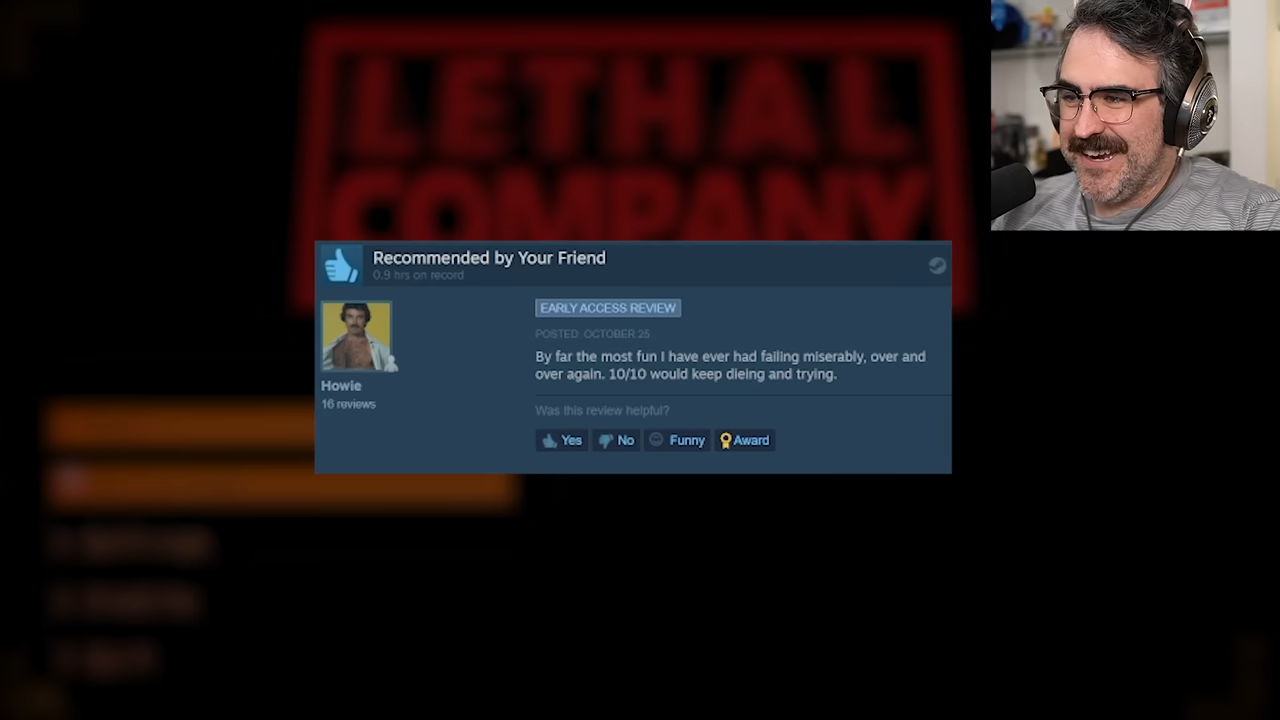 LETHAL
COMPANY
Recommended by Your Friend
0.9 hrs on record
EARLY ACCESS REVIEW
POSTED: OCTOBER 25
By far the most fun I have ever had failing miserably, over and
over again. 10/10 would keep dieing and trying.
Howie
16 reviews
Was this review helpful?
Yes No Funny Award